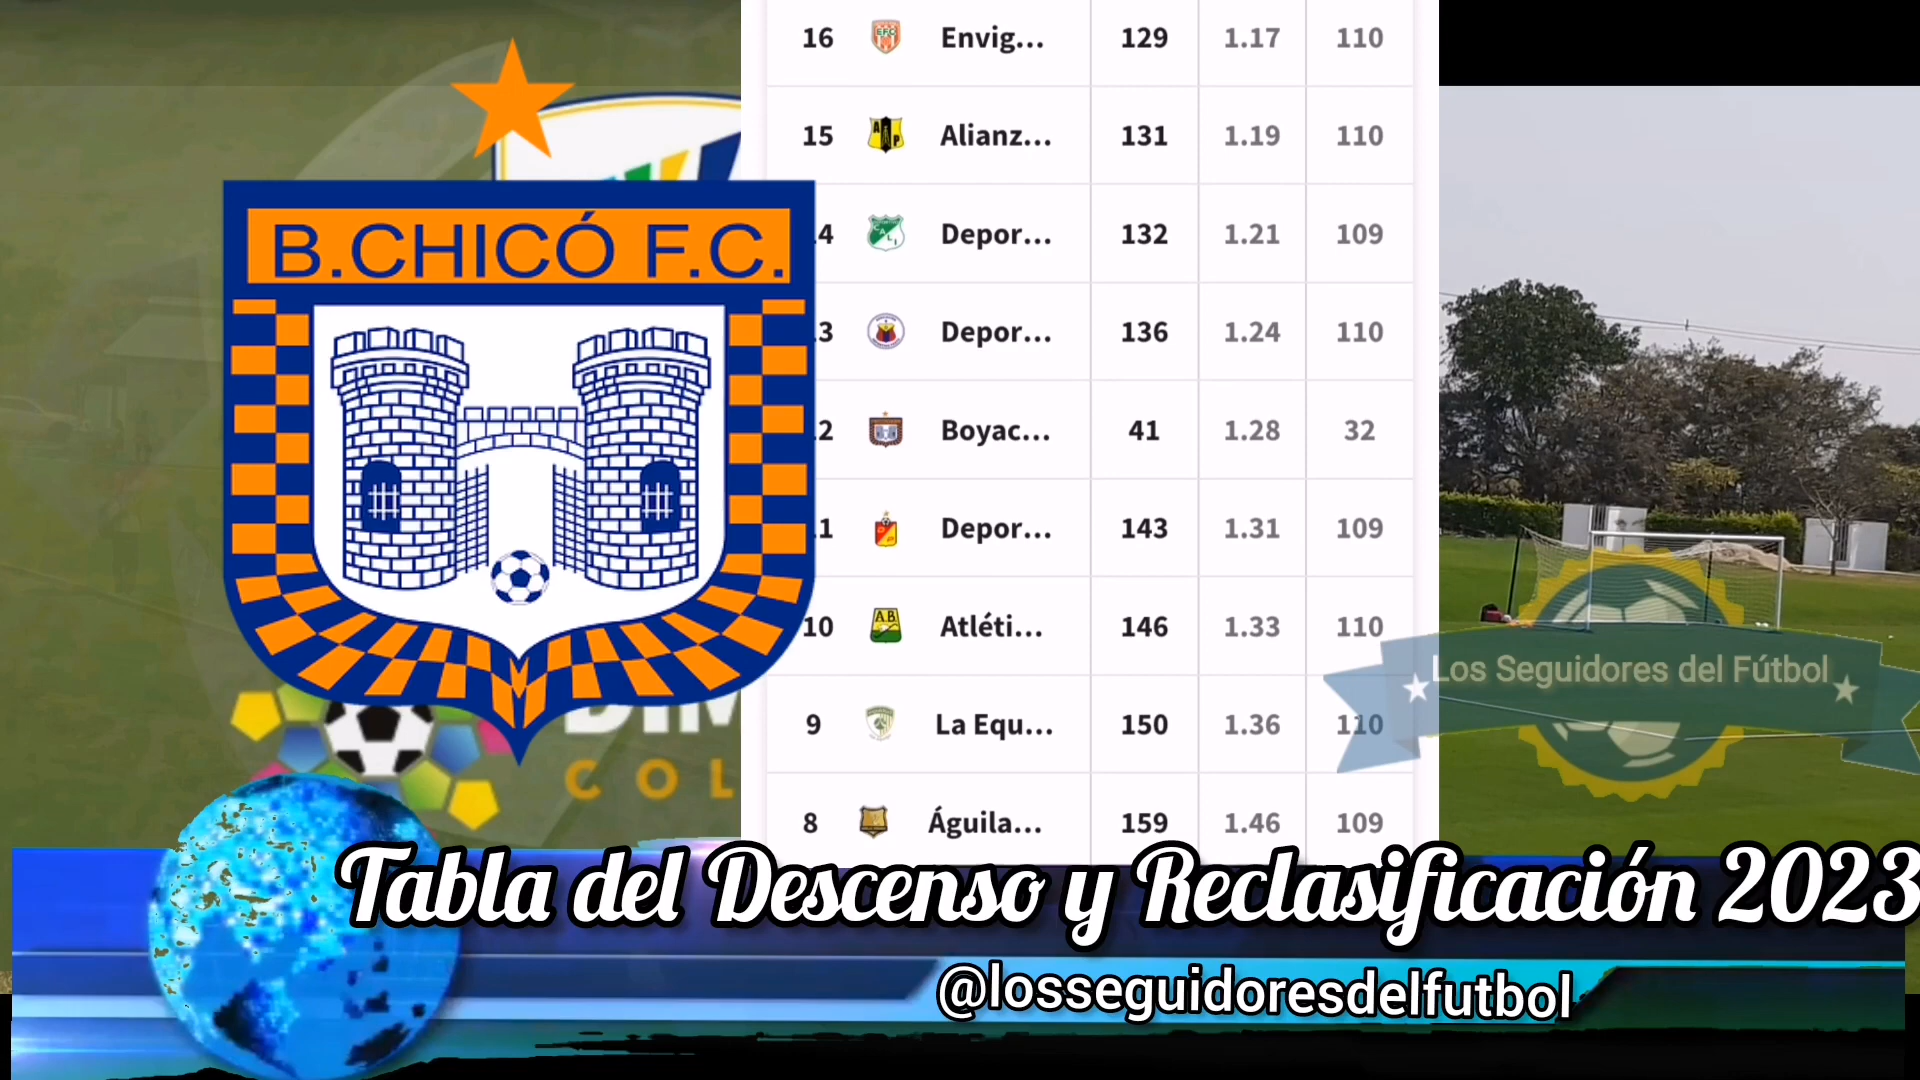 16 Envig... 129 1.17 110
15 Alianz... 131 1.19 110
4 Depor... 132 1.21 109
3 Depor... 136 1.24 110
2 Boyac... 41 1.28 32
1 Depor... 143 1.31 109
10 Atléti... 146 1.33 110
9 La Equ... 150 1.36 110
8 Águila... 159 1.46 109
B.CHICÓ F.C.
Los Seguidores del Fútbol
DIM
COL
Tabla del Descenso y Reclasificación 2023
@losseguidoresdelfutbol